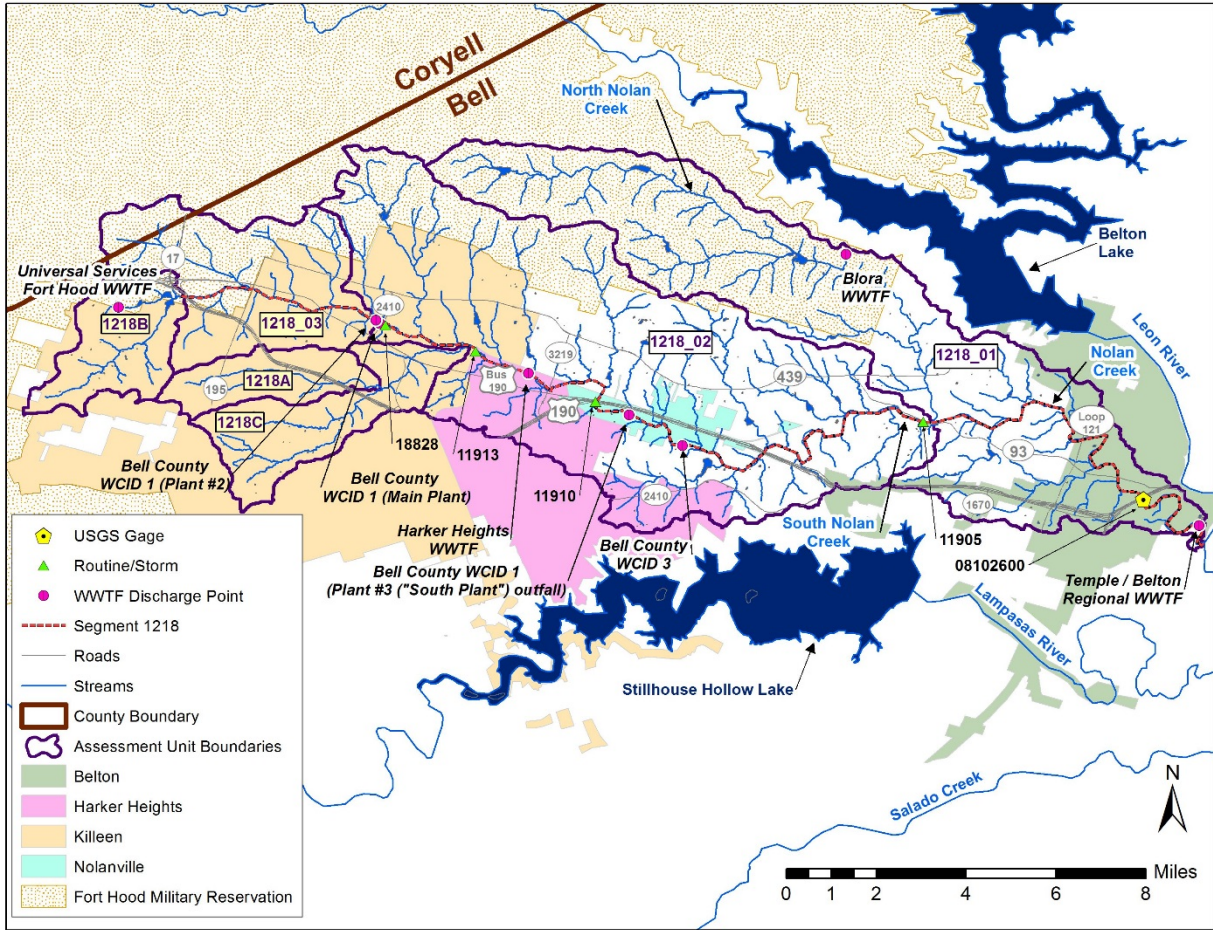 Coryell
Bell
North Nolan
Creek
Belton
Lake
17
Universal Services
Fort Hood WWTF
Blora
WWTF
1218B
1218_03
2410
1218_02
3219
1218_01
Leon River
Nolan
Creek
Bus
190
439
195
1218A
190
Loop
121
1218C
93
18828
11913
Bell County
WCID 1 (Plant #2)
Bell County
WCID 1 (Main Plant)
11910
2410
1670
Harker Heights
WWTF
Bell County
WCID 3
South Nolan
Creek
11905
08102600
Bell County WCID 1
(Plant #3 ("South Plant") outfall)
Temple / Belton
Regional WWTF
Lampasas River
Stillhouse Hollow Lake
Salado Creek
USGS Gage
Routine/Storm
WWTF Discharge Point
Segment 1218
Roads
Streams
County Boundary
Assessment Unit Boundaries
Belton
Harker Heights
Killeen
Nolanville
Fort Hood Military Reservation
N
Miles
0 1 2 4 6 8